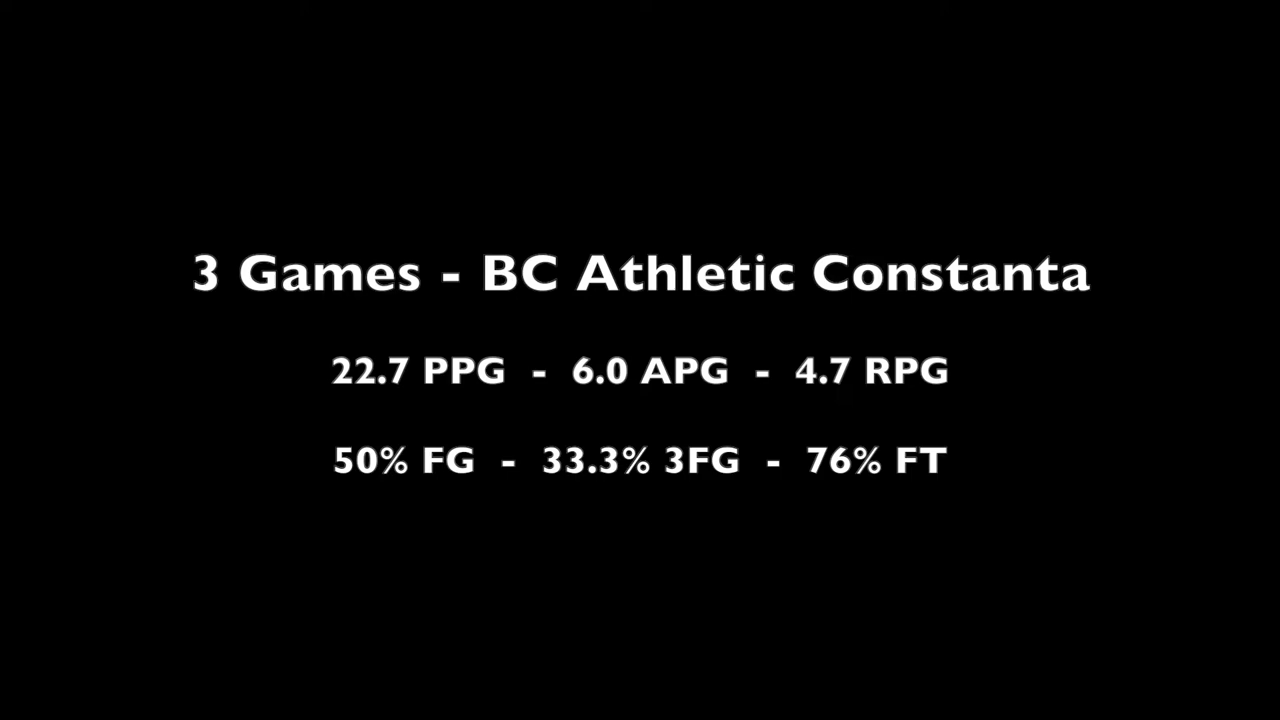 3 Games - BC Athletic Constanta
22.7 PPG - 6.0 APG - 4.7 RPG
50% FG - 33.3% 3FG - 76% FT